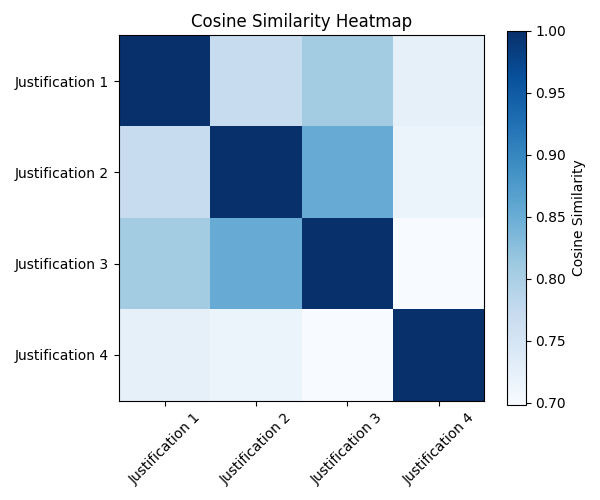 Cosine Similarity Heatmap
Justification 1
Justification 2
Justification 3
Justification 4
Justification 1
Justification 2
Justification 3
Justification 4
1.00
0.95
0.90
0.85
0.80
0.75
0.70
Cosine Similarity